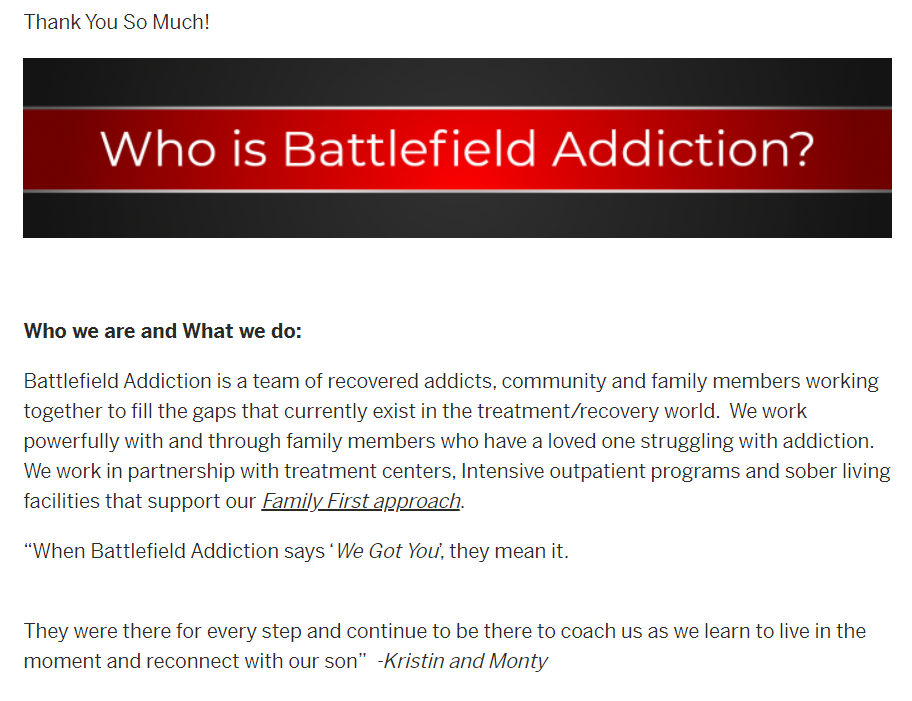 Thank You So Much!
Who is Battlefield Addiction?
Who we are and What we do:
Battlefield Addiction is a team of recovered addicts, community and family members working
together to fill the gaps that currently exist in the treatment/recovery world.  We work
powerfully with and through family members who have a loved one struggling with addiction.
We work in partnership with treatment centers, Intensive outpatient programs and sober living
facilities that support our Family First approach.
“When Battlefield Addiction says ‘We Got You’, they mean it.
They were there for every step and continue to be there to coach us as we learn to live in the
moment and reconnect with our son”  -Kristin and Monty